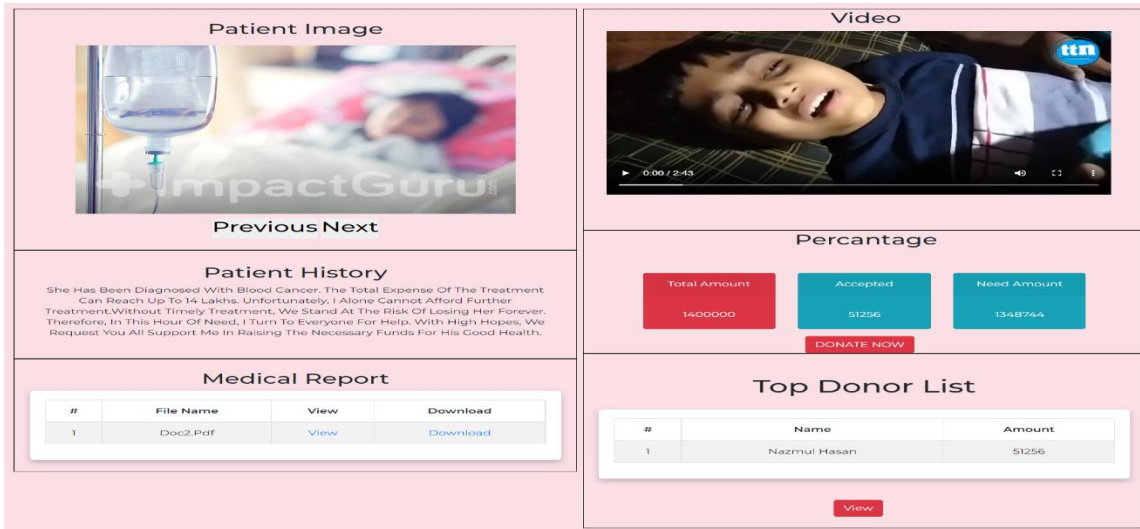 Patient Image
ImpactGuru.com
Previous Next
Patient History
She Has Been Diagnosed With Blood Cancer. The Total Expense Of The Treatment
Can Reach Up To 14 Lakhs. Unfortunately, I Alone Cannot Afford Further
Treatment.Without Timely Treatment, We Stand At The Risk Of Losing Her Forever.
Therefore, In This Hour Of Need, I Turn To Everyone For Help. With High Hopes, We
Request You All Support Me In Raising The Necessary Funds For His Good Health.
Medical Report
# File Name View Download
1 Doc2.Pdf View Download
Video
ttn
0:00 / 2:43
Percantage
Total Amount Accepted Need Amount
1400000 51256 1348744
DONATE NOW
Top Donor List
# Name Amount
1 Nazmul Hasan 51256
View